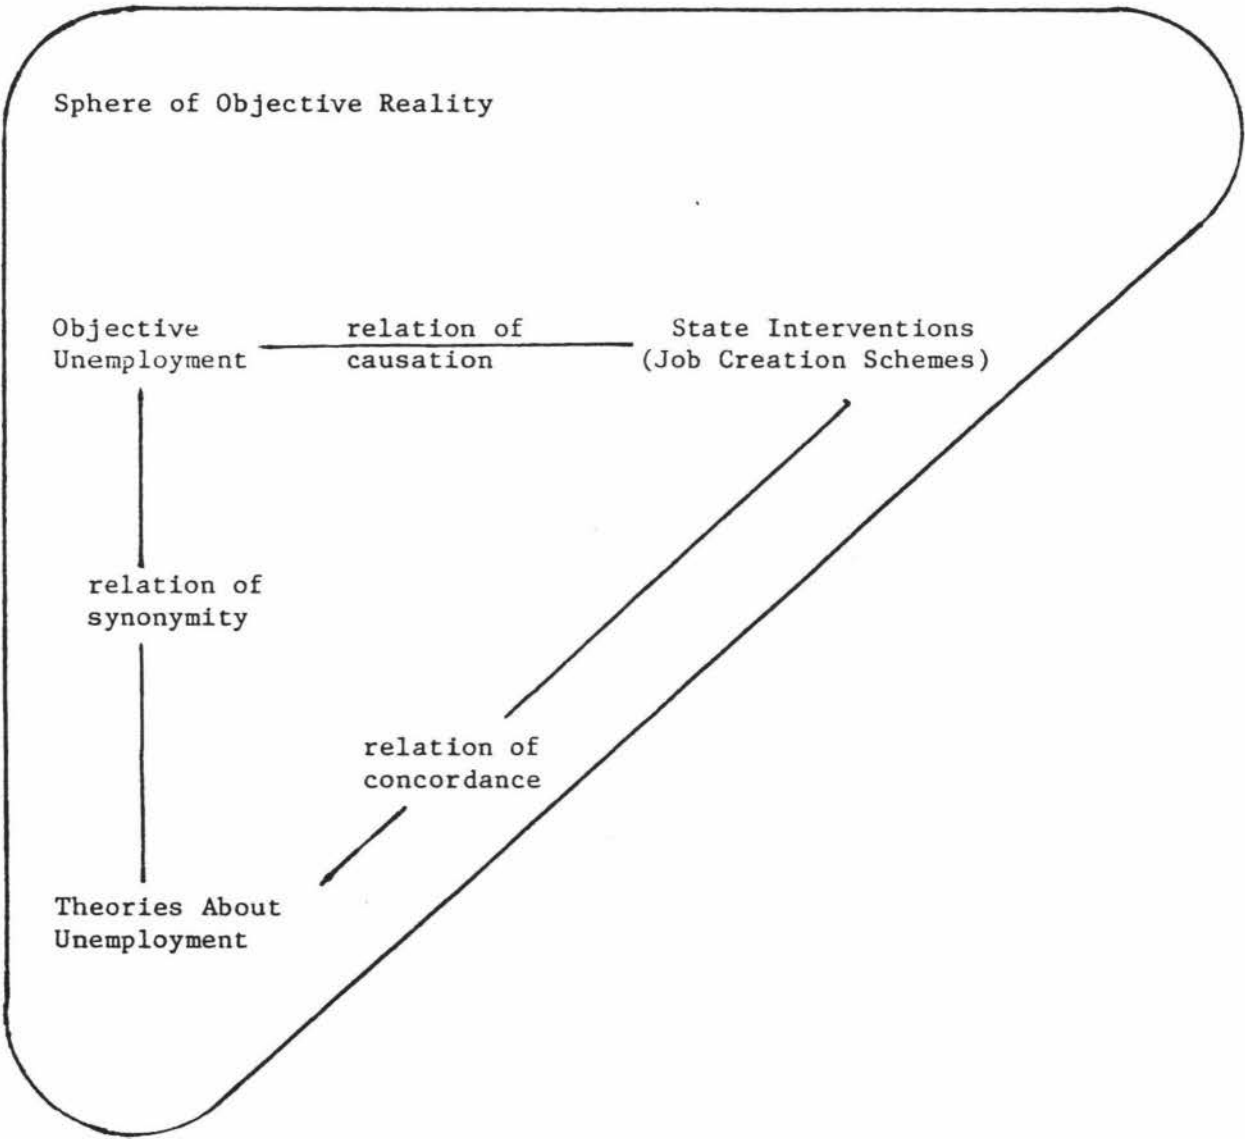 Sphere of Objective Reality
Objective
Unemployment
relation of
causation
State Interventions
(Job Creation Schemes)
relation of
synonymity
relation of
concordance
Theories About
Unemployment